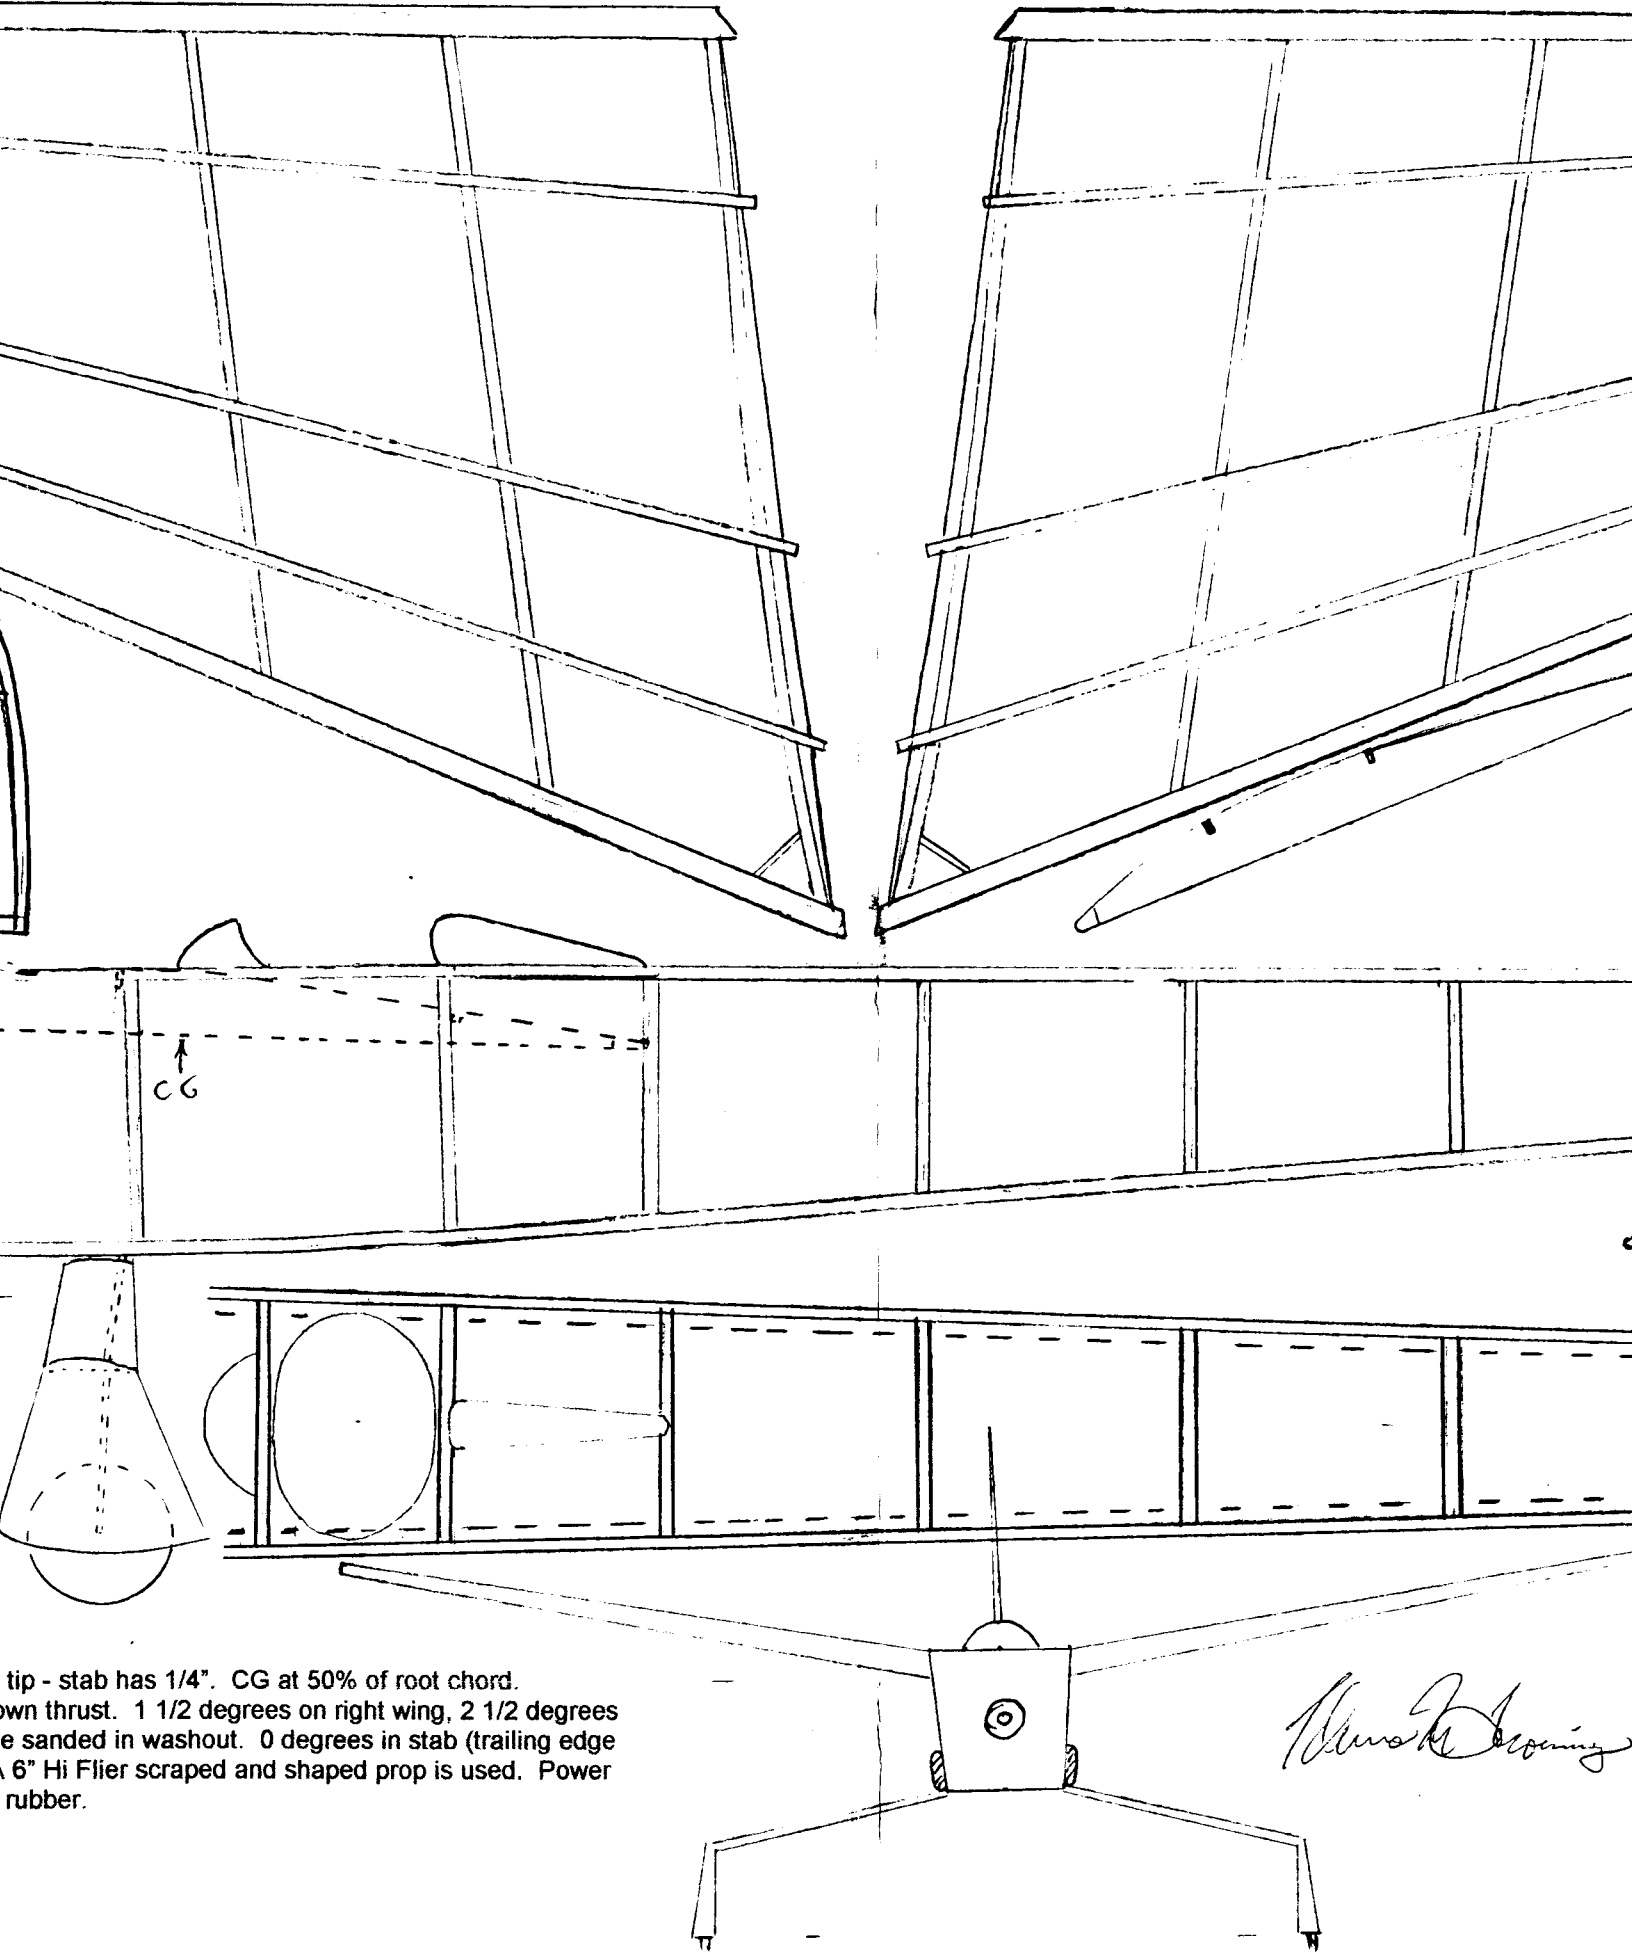 CG
tip - stab has 1/4". CG at 50% of root chord.
own thrust. 1 1/2 degrees on right wing, 2 1/2 degrees
e sanded in washout. 0 degrees in stab (trailing edge
6" Hi Flier scraped and shaped prop is used. Power
rubber.